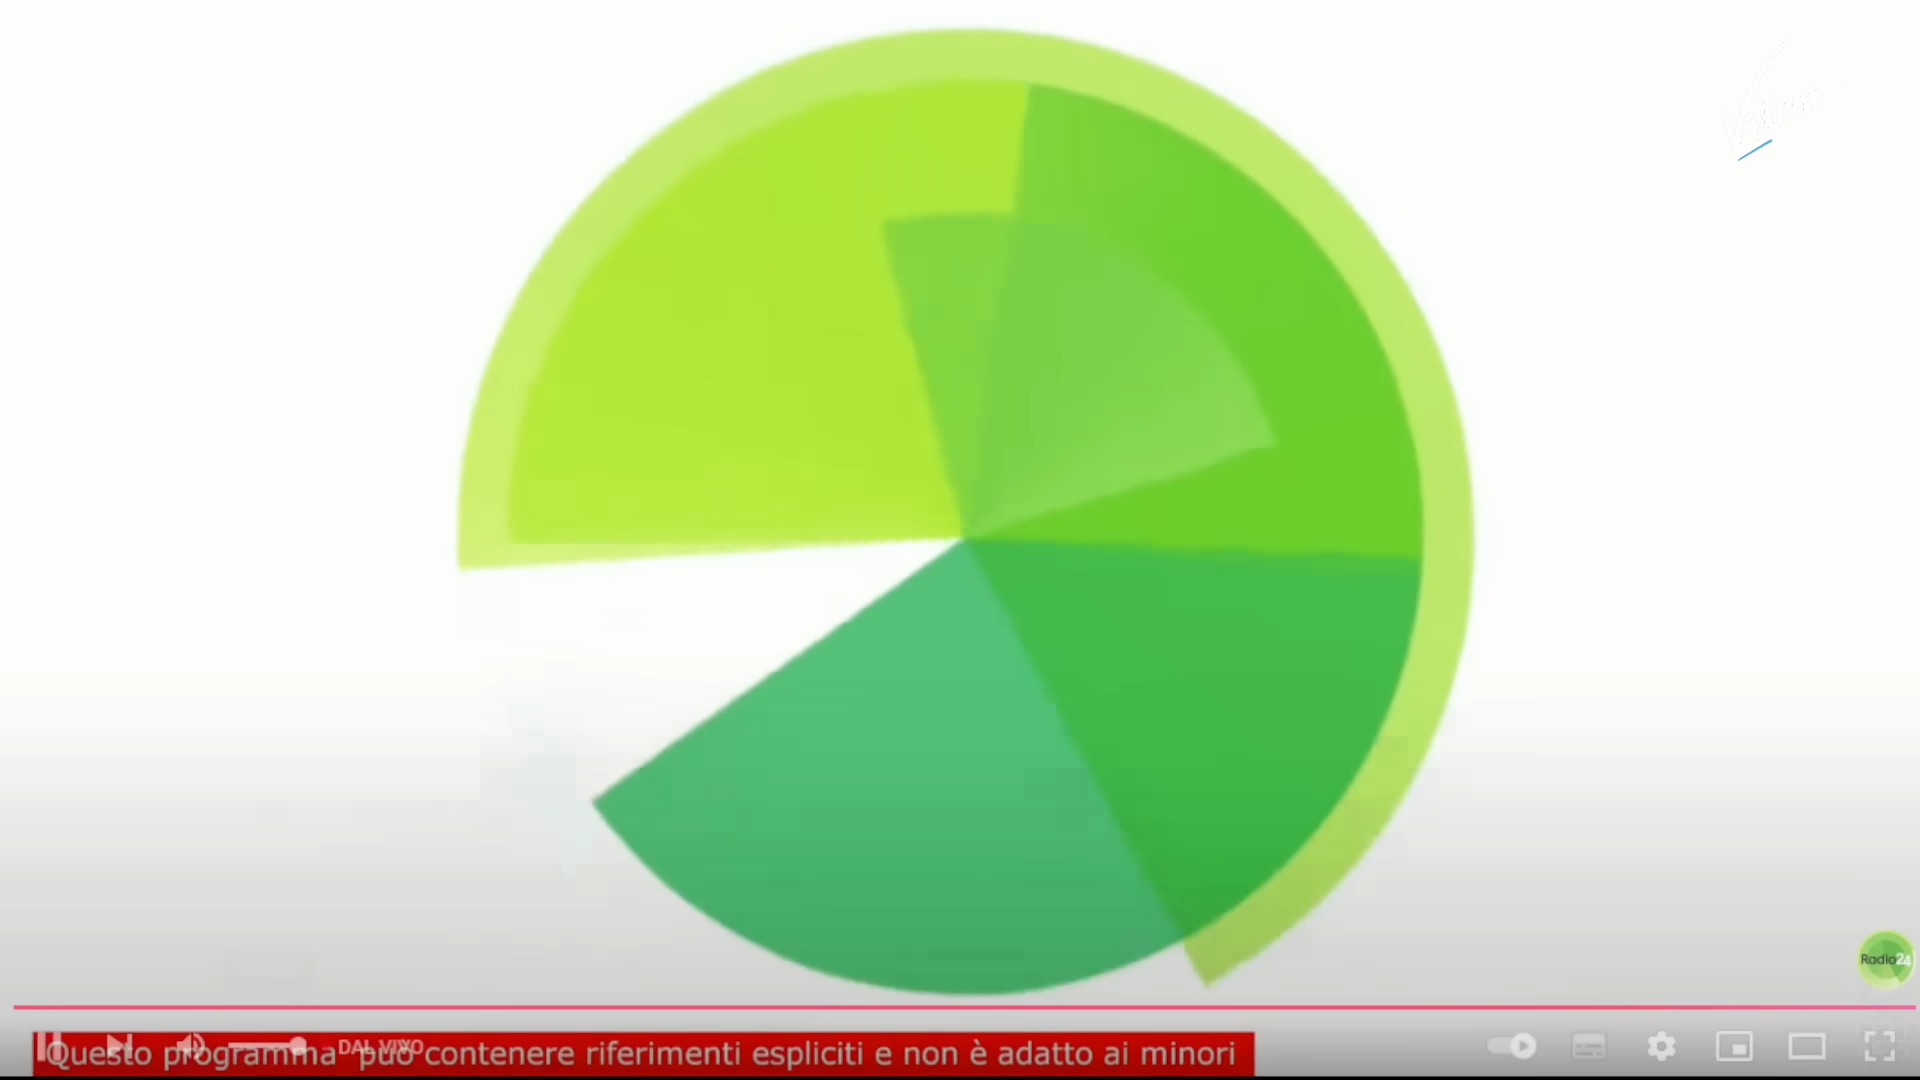 Radio24
DAL VIVO
Questo programma può contenere riferimenti espliciti e non è adatto ai minori